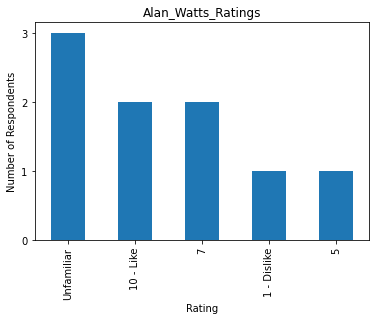 Alan_Watts_Ratings
Number of Respondents
3
2
1
0
Unfamiliar
10 - Like
7
1 - Dislike
5
Rating